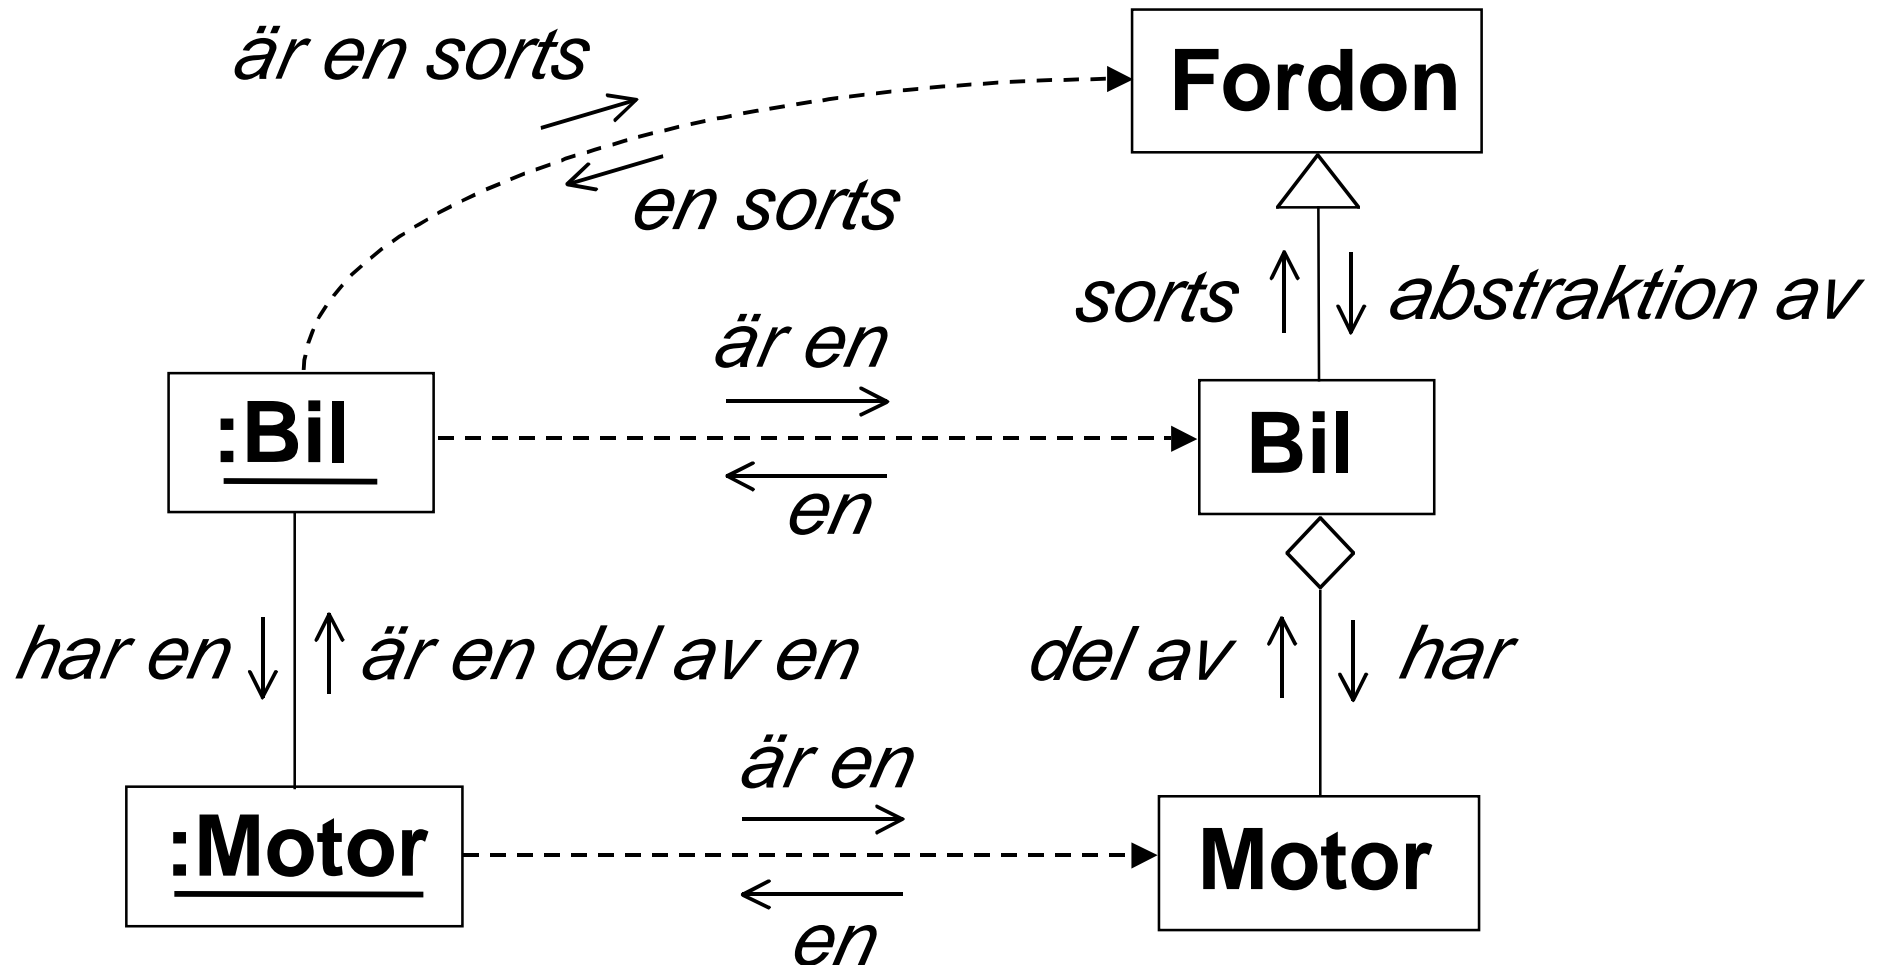 är en sorts
Fordon
en sorts
sorts
abstraktion av
är en
:Bil
Bil
en
har en
är en del av en
del av
har
är en
:Motor
Motor
en